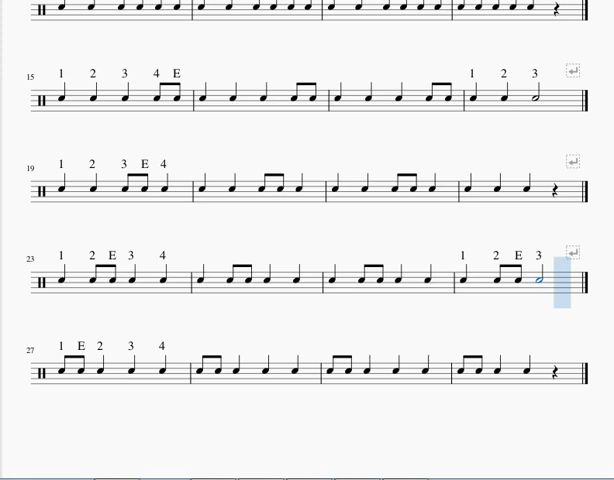 15
1 2 3 4 E 1 2 3
19
1 2 3 E 4
23
1 2 E 3 4 1 2 E 3
27
1 E 2 3 4